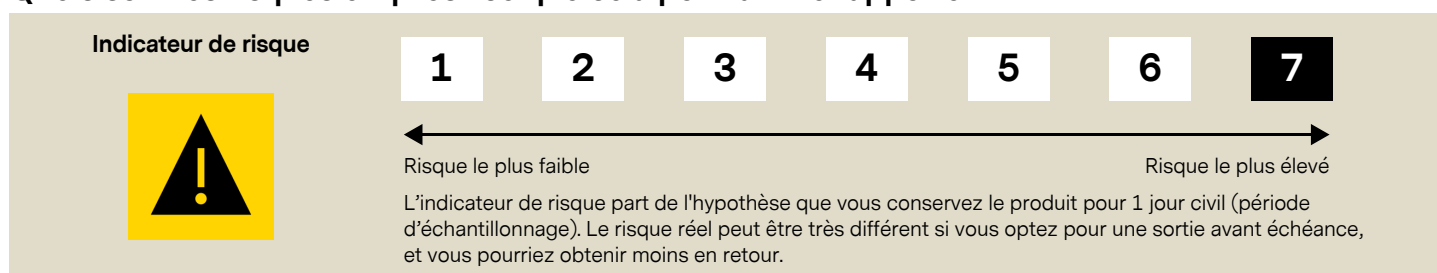 Indicateur de risque
1 2 3 4 5 6 7
Risque le plus faible
Risque le plus élevé
L'indicateur de risque part de l'hypothèse que vous conservez le produit pour 1 jour civil (période
d'échantillonnage). Le risque réel peut être très différent si vous optez pour une sortie avant échéance,
et vous pourriez obtenir moins en retour.